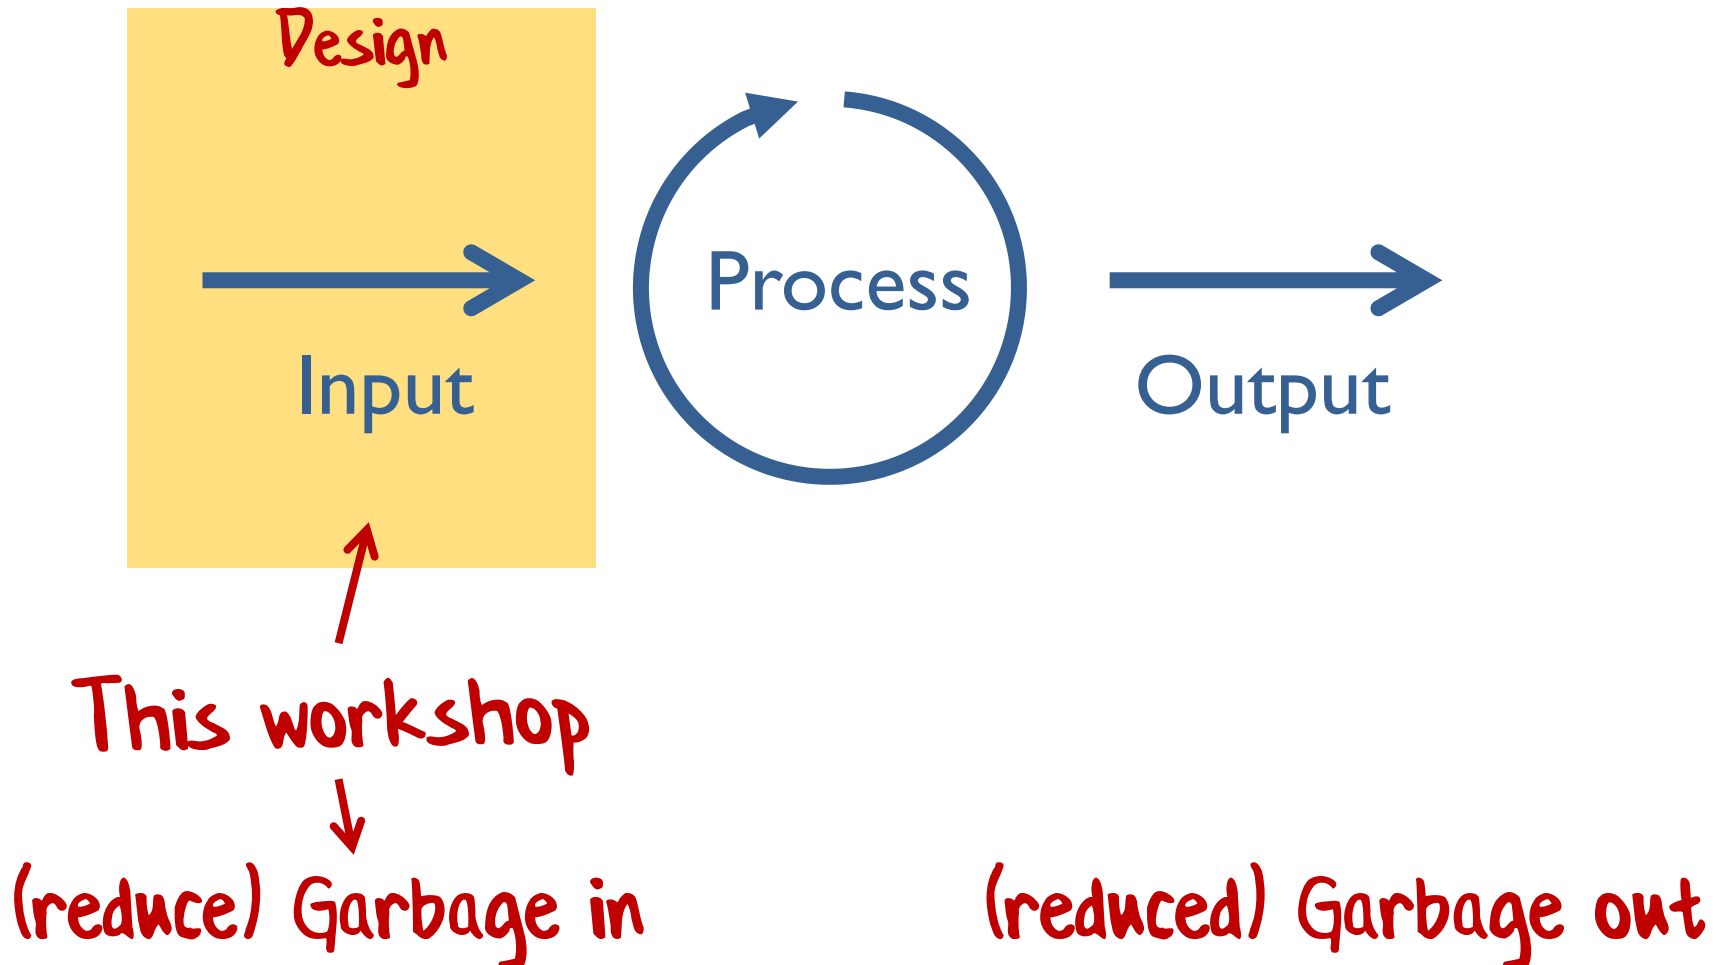 Design
Process
Input
Output
This workshop
(reduce) Garbage in
(reduced) Garbage out